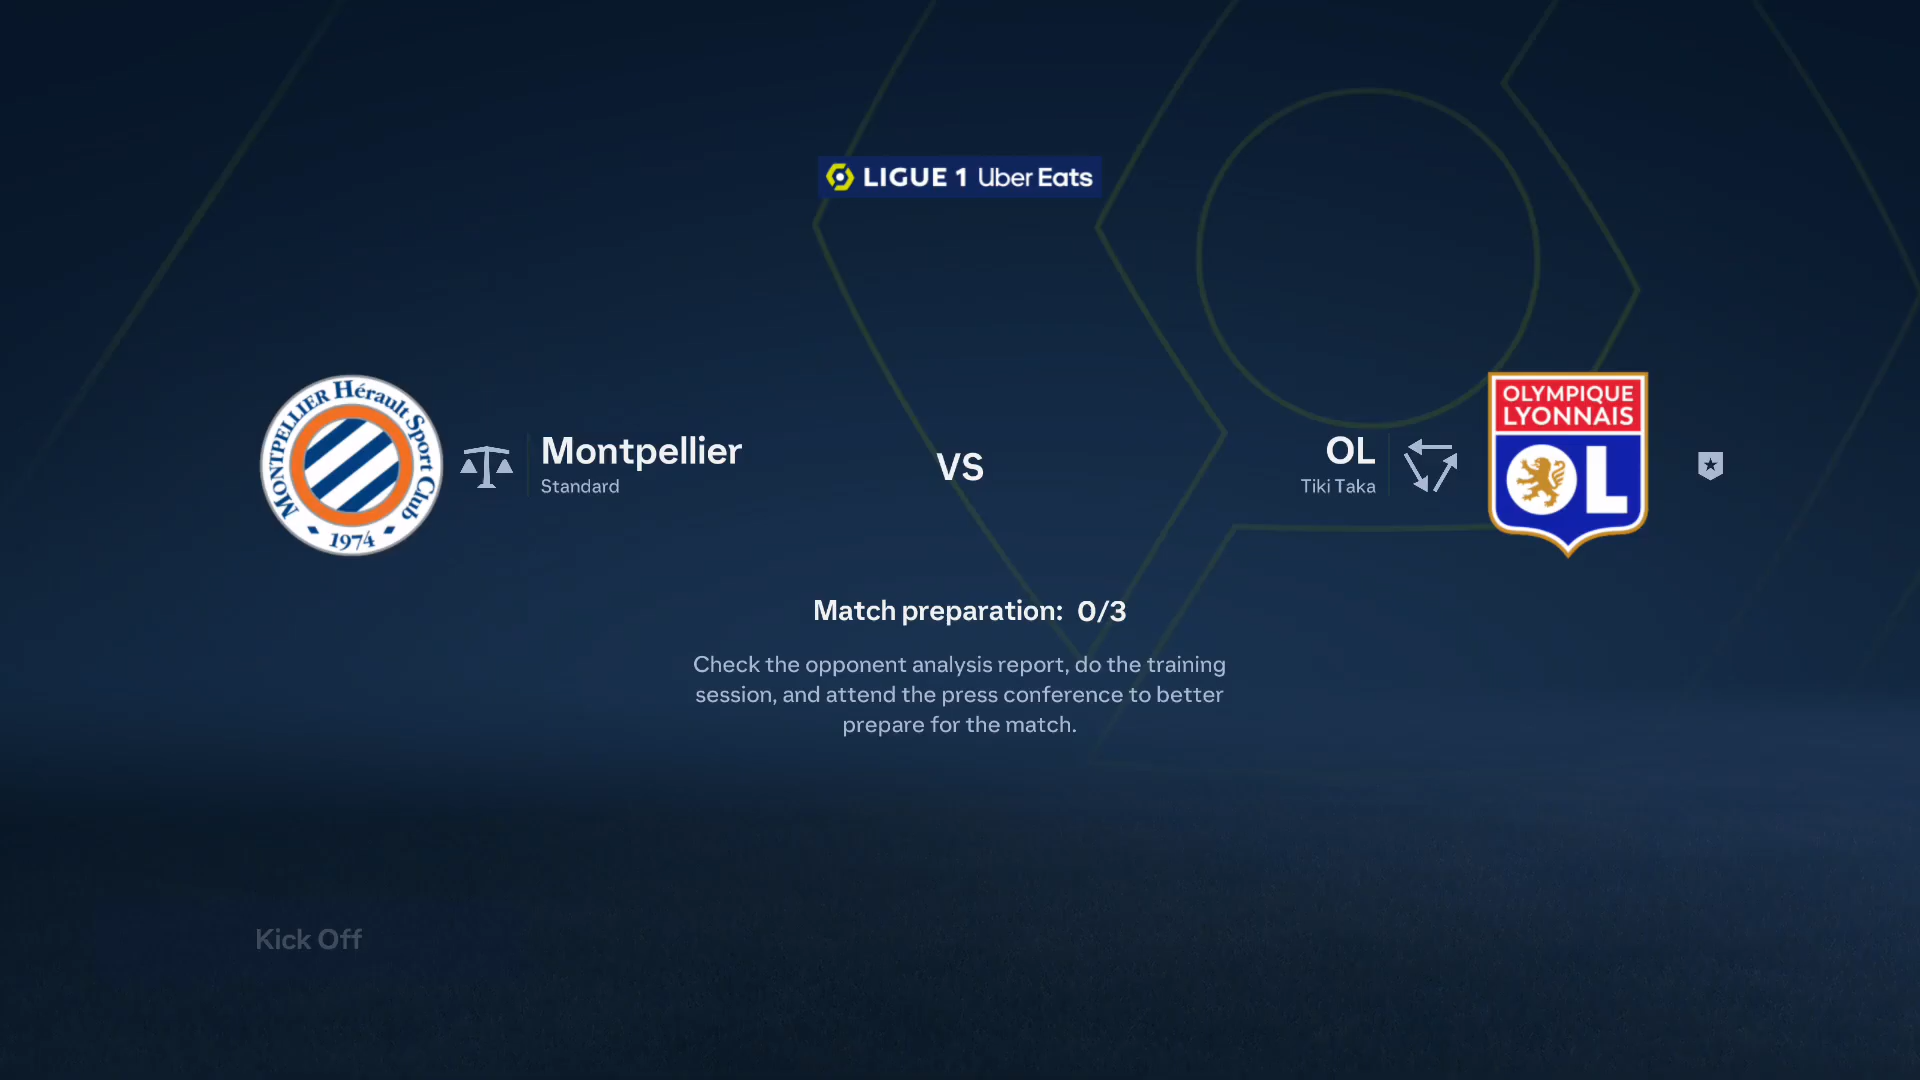 LIGUE 1 Uber Eats
MONTPELLIER Hérault Sport Club
1974
Montpellier
Standard
VS
OL
Tiki Taka
OLYMPIQUE
LYONNAIS
OL
Match preparation: 0/3
Check the opponent analysis report, do the training
session, and attend the press conference to better
prepare for the match.
Kick Off